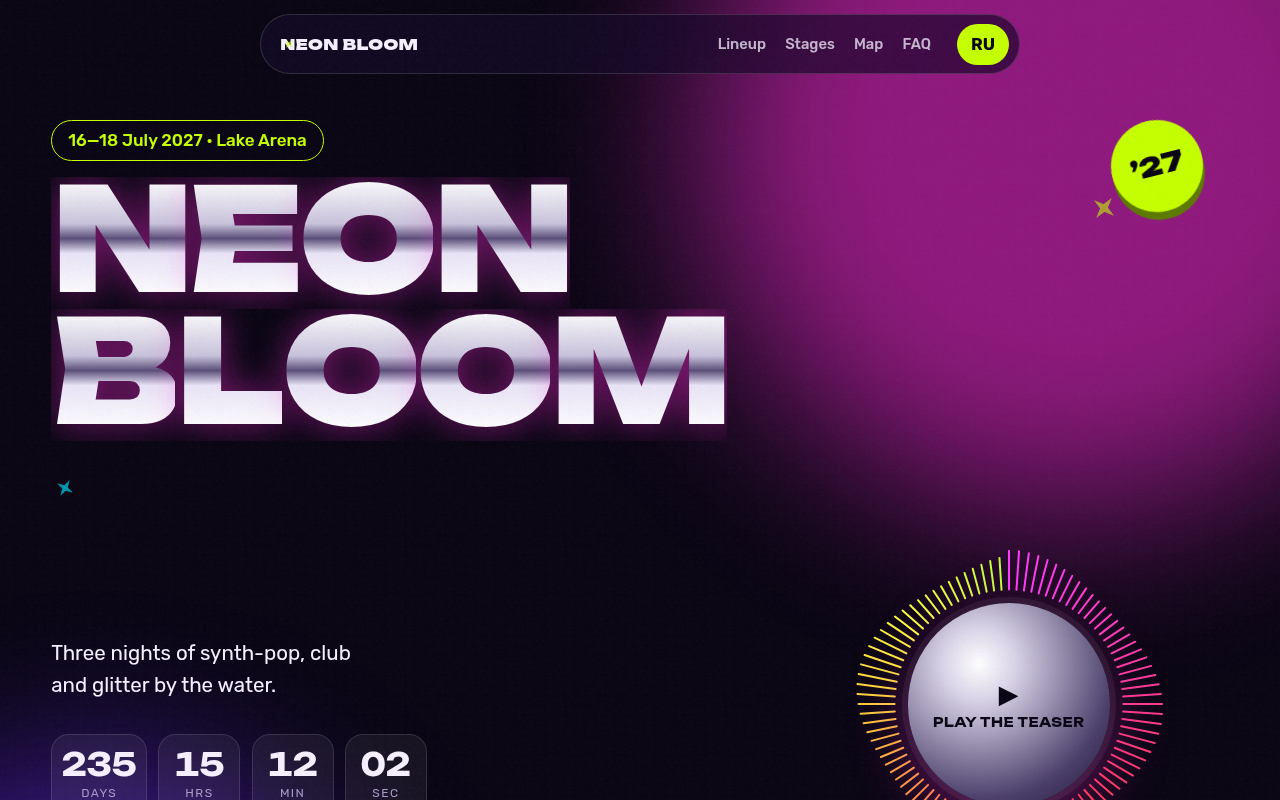 NEON BLOOM
Lineup Stages Map FAQ RU
16—18 July 2027 • Lake Arena
’27
NEON
BLOOM
Three nights of synth-pop, club
and glitter by the water.
▶
PLAY THE TEASER
235 15 12 02
DAYS HRS MIN SEC